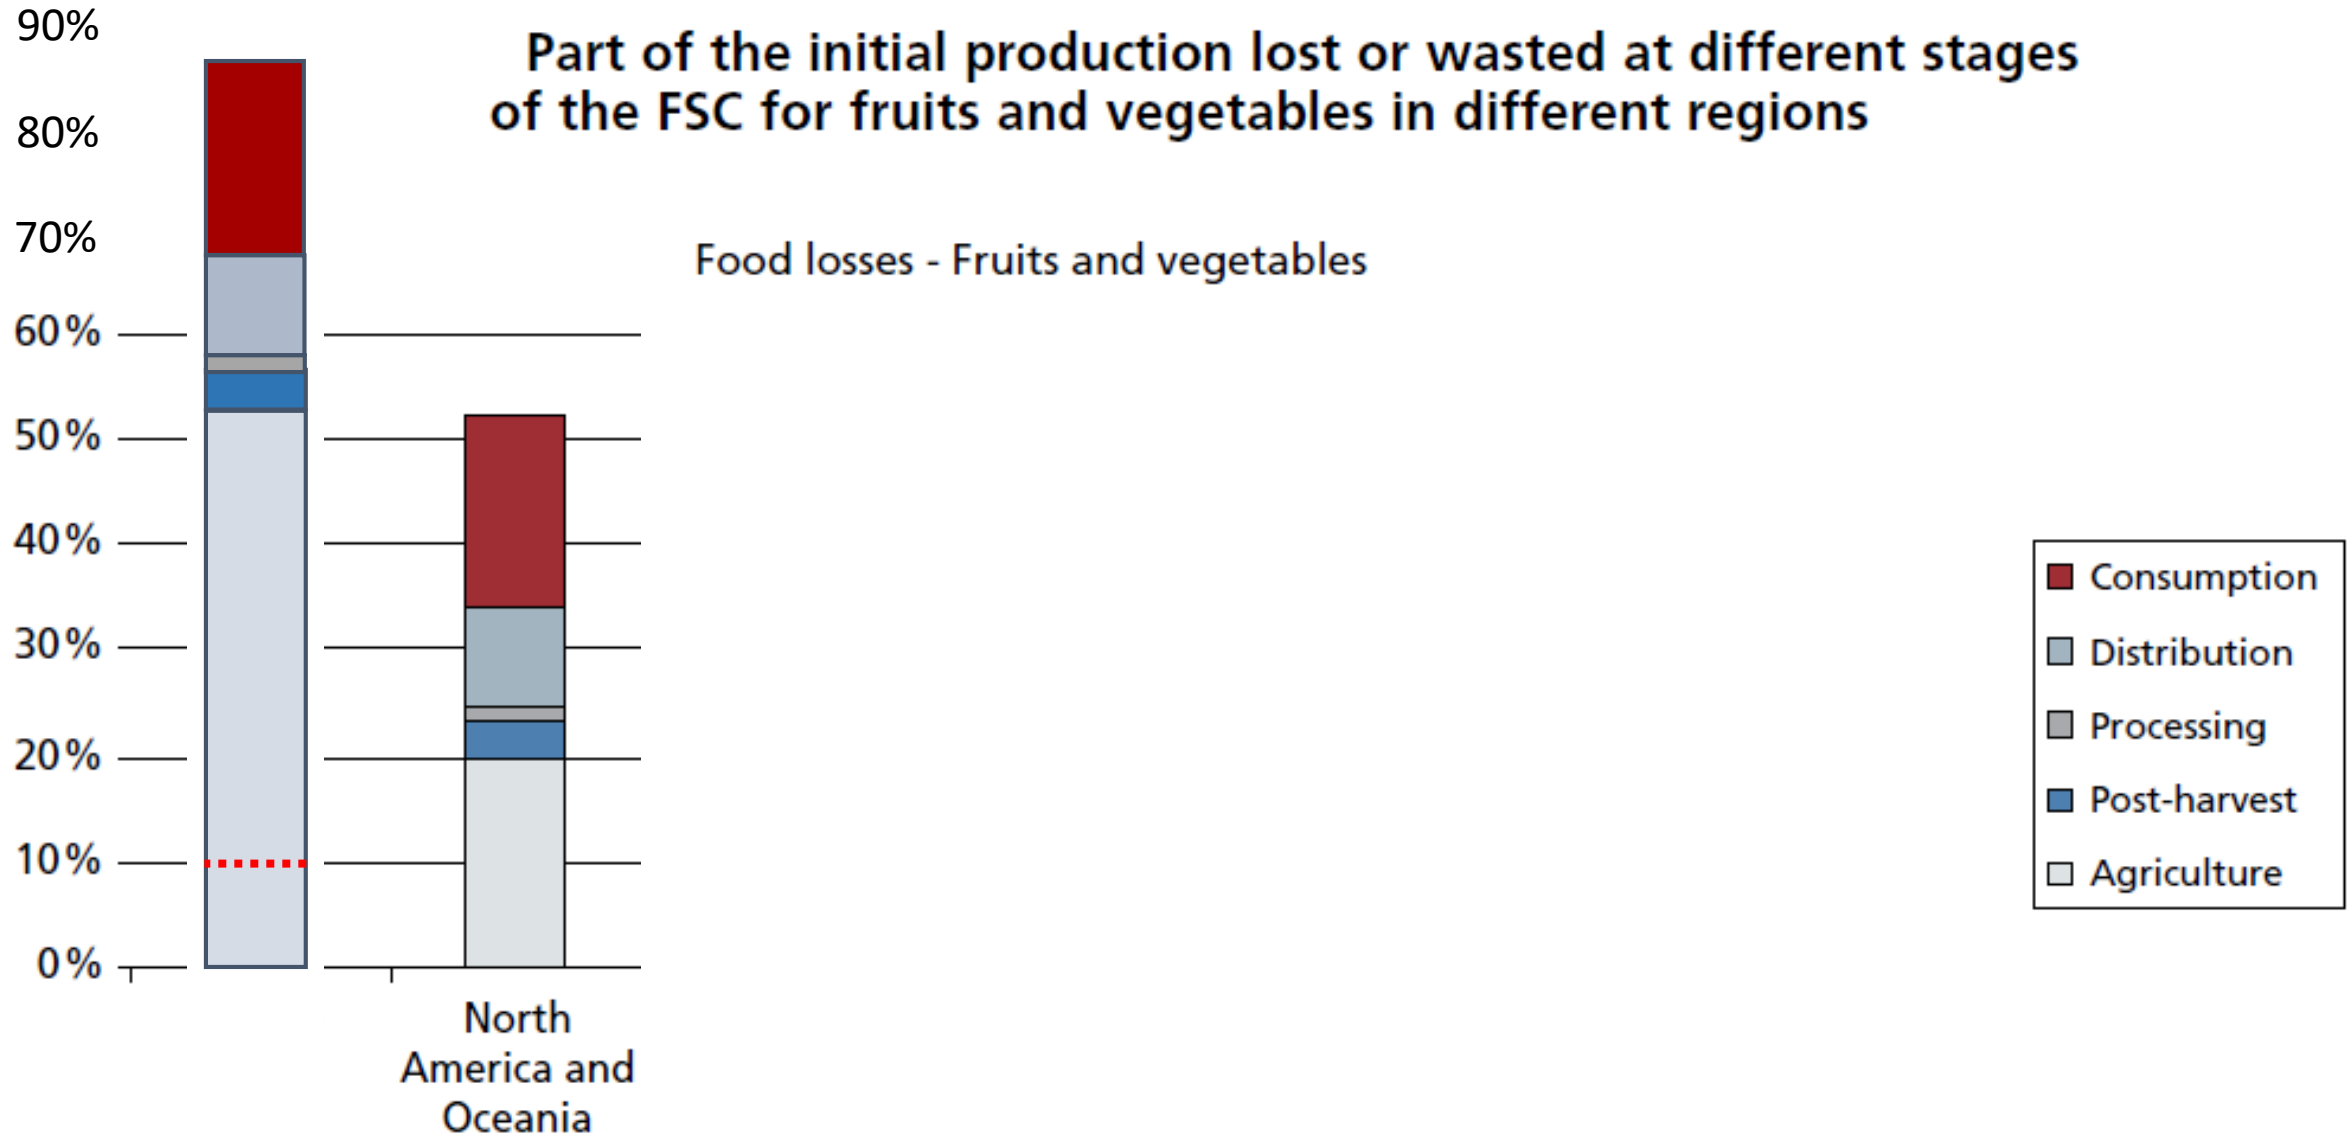 Part of the initial production lost or wasted at different stages
of the FSC for fruits and vegetables in different regions
Food losses - Fruits and vegetables
90%
80%
70%
60%
50%
40%
30%
20%
10%
0%
North
America and
Oceania
Consumption
Distribution
Processing
Post-harvest
Agriculture